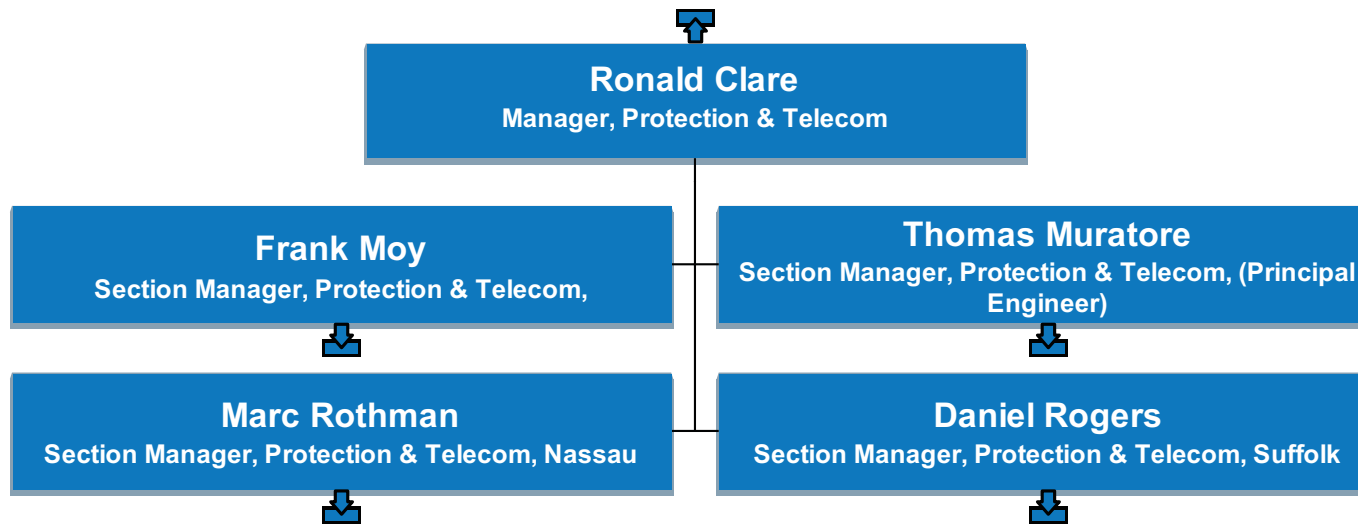 Ronald Clare
Manager, Protection & Telecom
Frank Moy
Section Manager, Protection & Telecom,
Thomas Muratore
Section Manager, Protection & Telecom, (Principal
Engineer)
Marc Rothman
Section Manager, Protection & Telecom, Nassau
Daniel Rogers
Section Manager, Protection & Telecom, Suffolk